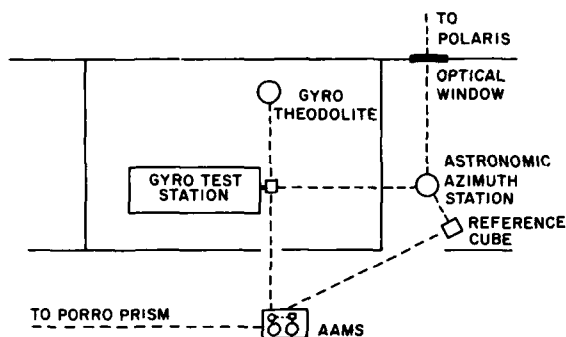 TO
POLARIS
OPTICAL
WINDOW
GYRO
THEODOLITE
ASTRONOMIC
AZIMUTH
STATION
GYRO TEST
STATION
REFERENCE
CUBE
TO PORRO PRISM
AAMS